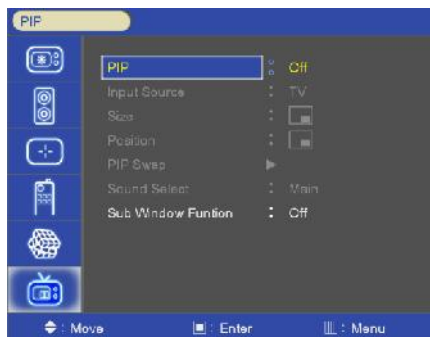 PIP
PIP : Off
Input Source : TV
Size :
Position :
PIP Swap
Sound Select : Main
Sub Window Funtion : Off
: Move : Enter : Menu